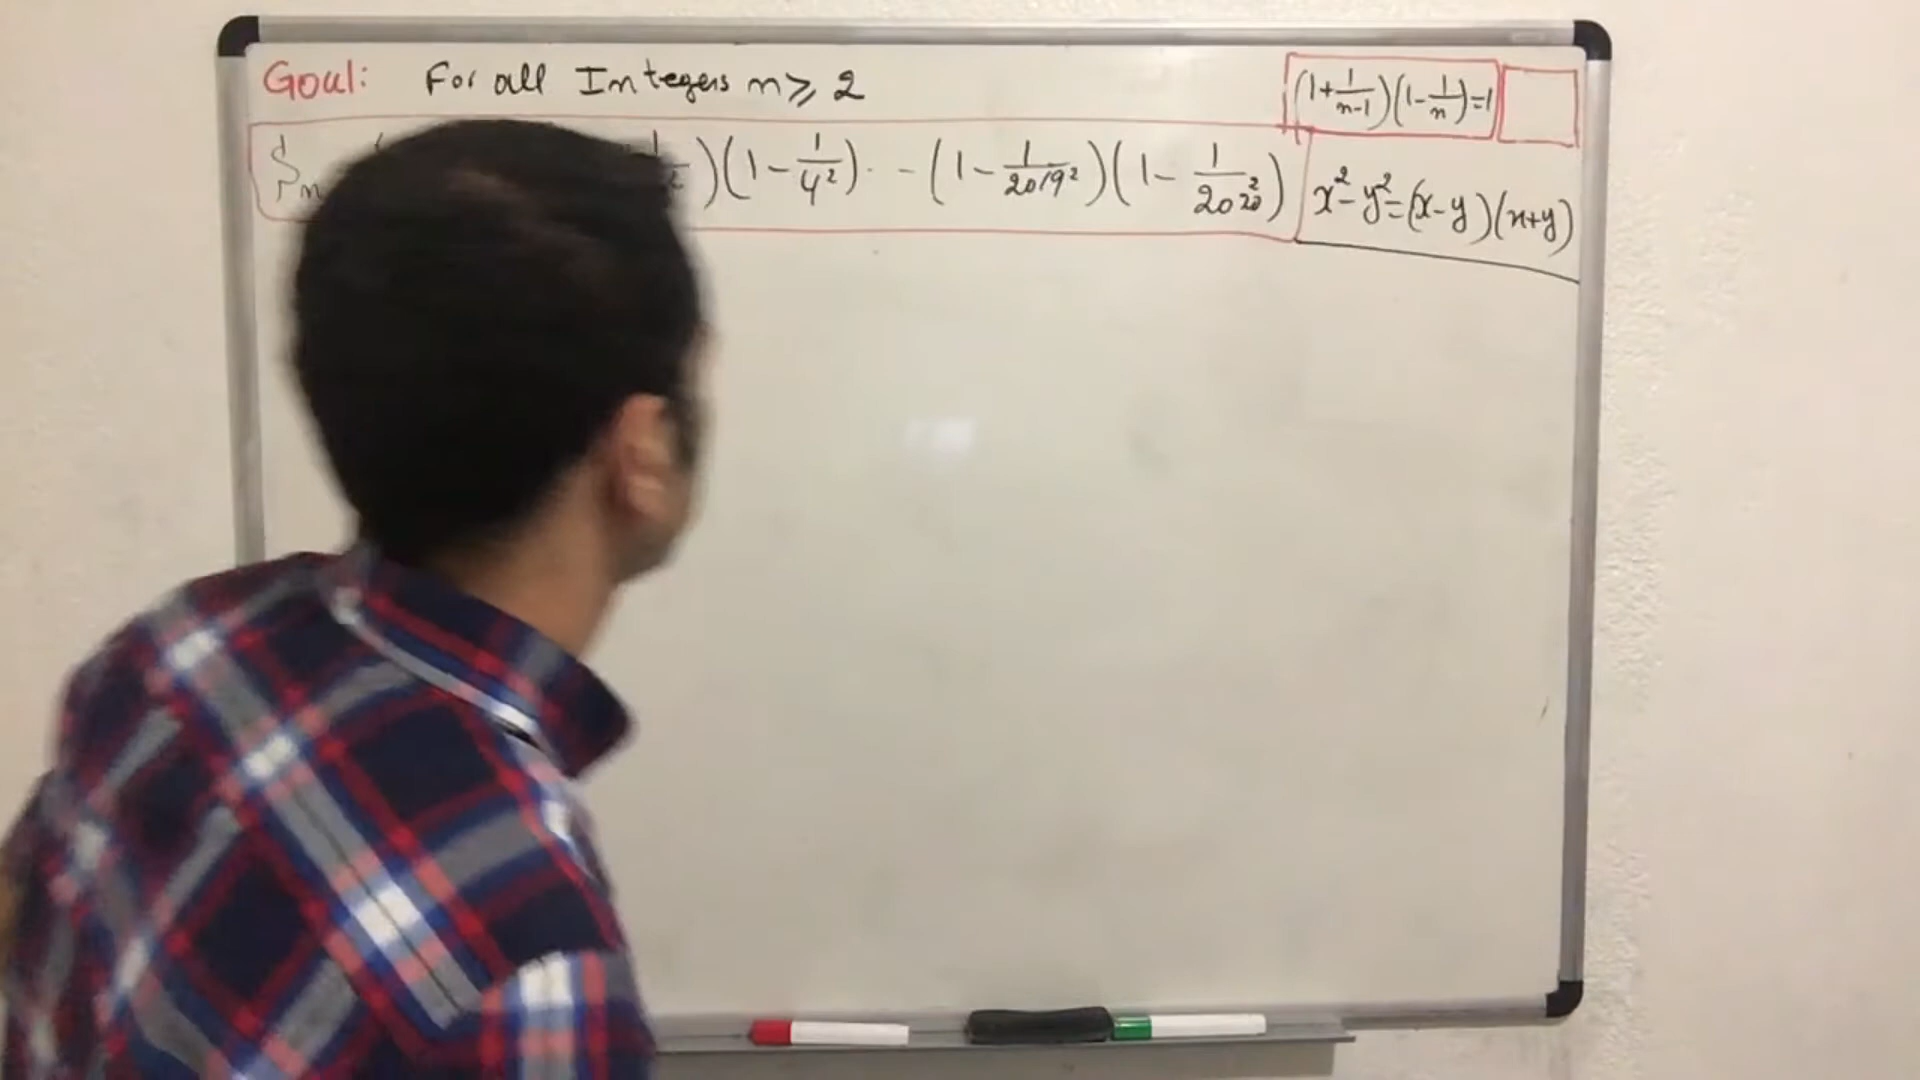 Goal: For all Integers n ≥ 2
(1+1/(n-1))(1-1/n)=1
)(1-1/4²)--(1-1/2019²)(1-1/2020²)
x²-y²=(x-y)(x+y)